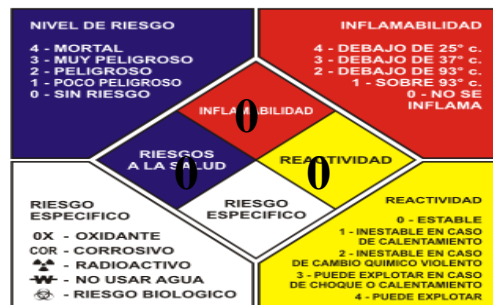 NIVEL DE RIESGO
4 - MORTAL
3 - MUY PELIGROSO
2 - PELIGROSO
1 - POCO PELIGROSO
0 - SIN RIESGO
INFLAMABILIDAD
4 - DEBAJO DE 25° c.
3 - DEBAJO DE 37° c.
2 - DEBAJO DE 93° c.
1 - SOBRE 93° c.
0 - NO SE
INFLAMA
INFLAMABILIDAD
0
RIESGOS
A LA SALUD
0
REACTIVIDAD
0
RIESGO
ESPECIFICO
RIESGO
ESPECIFICO
0X - OXIDANTE
COR - CORROSIVO
- RADIOACTIVO
W - NO USAR AGUA
- RIESGO BIOLOGICO
REACTIVIDAD
0 - ESTABLE
1 - INESTABLE EN CASO
DE CALENTAMIENTO
2 - INESTABLE EN CASO
DE CAMBIO QUIMICO VIOLENTO
3 - PUEDE EXPLOTAR EN CASO
DE CHOQUE O CALENTAMIENTO
4 - PUEDE EXPLOTAR